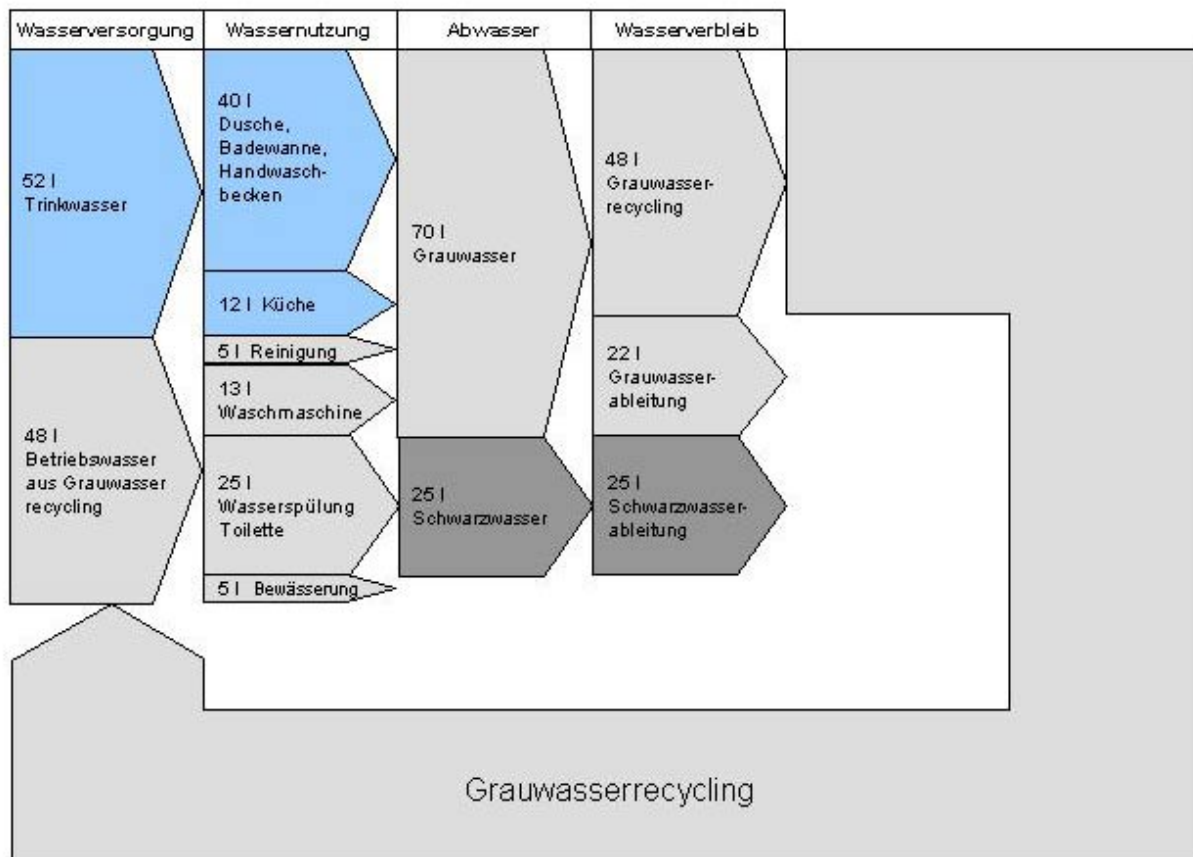 Wasserversorgung
Wassernutzung
Abwasser
Wasserverbleib
52 l
Trinkwasser
48 l
Betriebswasser
aus Grauwasser
recycling
40 l
Dusche,
Badewanne,
Handwasch-
becken
12 l Küche
5 l Reinigung
13 l
Waschmaschine
25 l
Wasserspülung
Toilette
5 l Bewässerung
70 l
Grauwasser
25 l
Schwarzwasser
48 l
Grauwasser-
recycling
22 l
Grauwasser-
ableitung
25 l
Schwarzwasser-
ableitung
Grauwasserrecycling